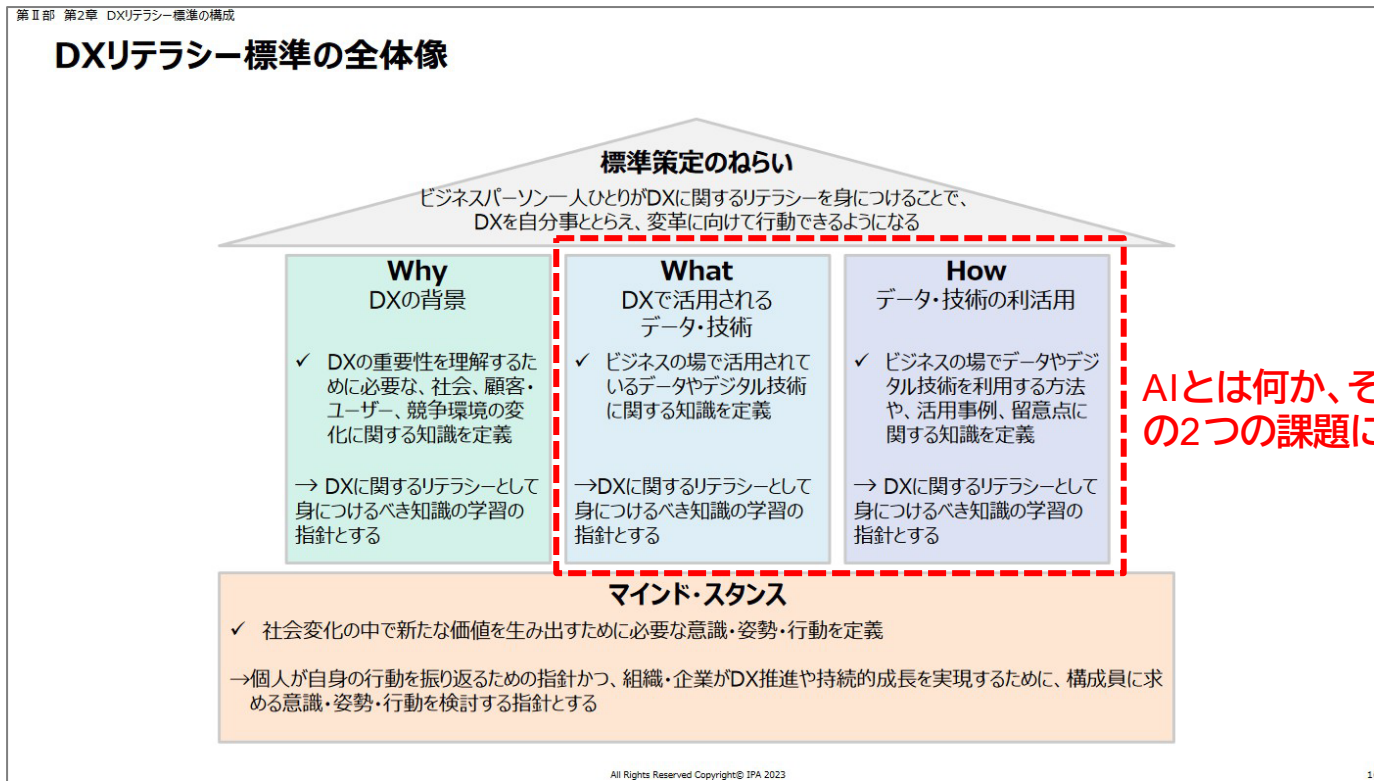 第Ⅱ部 第2章 DXリテラシー標準の構成
DXリテラシー標準の全体像
標準策定のねらい
ビジネスパーソン一人ひとりがDXに関するリテラシーを身につけることで、
DXを自分事ととらえ、変革に向けて行動できるようになる
Why
DXの背景
✓ DXの重要性を理解するた
めに必要な、社会、顧客・
ユーザー、競争環境の変
化に関する知識を定義
→ DXに関するリテラシーとして
身につけるべき知識の学習の
指針とする
What
DXで活用される
データ・技術
✓ ビジネスの場で活用されて
いるデータやデジタル技術
に関する知識を定義
→DXに関するリテラシーとして
身につけるべき知識の学習の
指針とする
How
データ・技術の利活用
✓ ビジネスの場でデータやデジ
タル技術を利用する方法
や、活用事例、留意点に
関する知識を定義
→ DXに関するリテラシーとして
身につけるべき知識の学習の
指針とする
AIとは何か、そ
の2つの課題に
マインド・スタンス
✓ 社会変化の中で新たな価値を生み出すために必要な意識・姿勢・行動を定義
→個人が自身の行動を振り返るための指針かつ、組織・企業がDX推進や持続的成長を実現するために、構成員に求
める意識・姿勢・行動を検討する指針とする
All Rights Reserved Copyright© IPA 2023